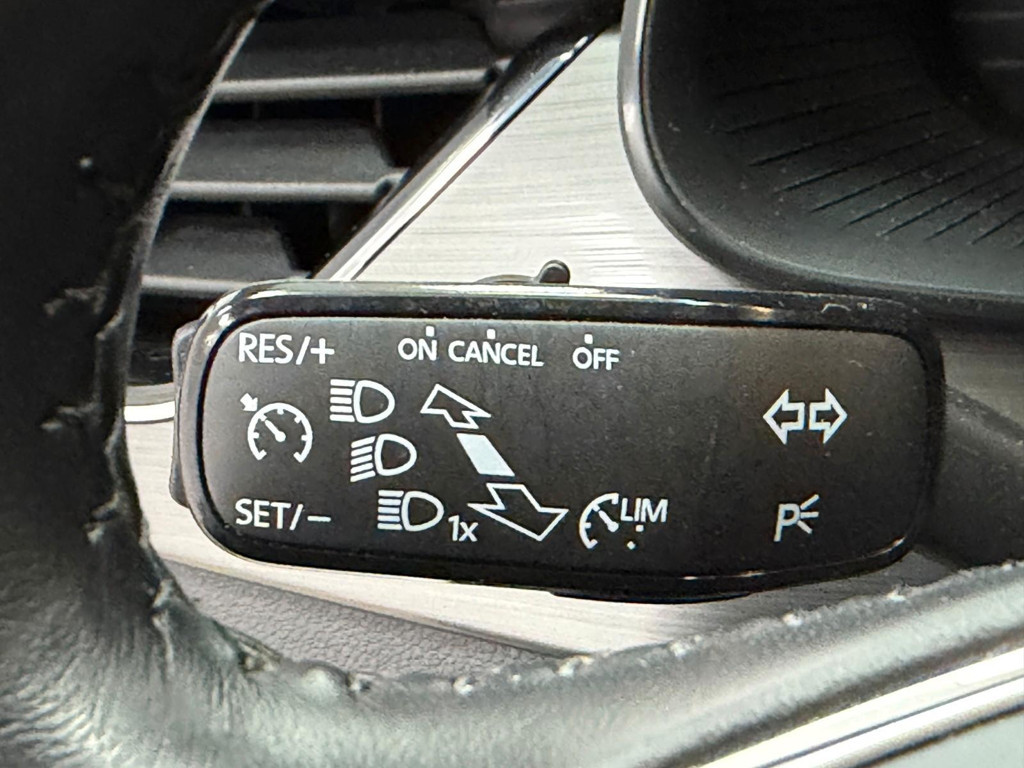 RES/+ ON CANCEL OFF
SET/− 1x LIM P